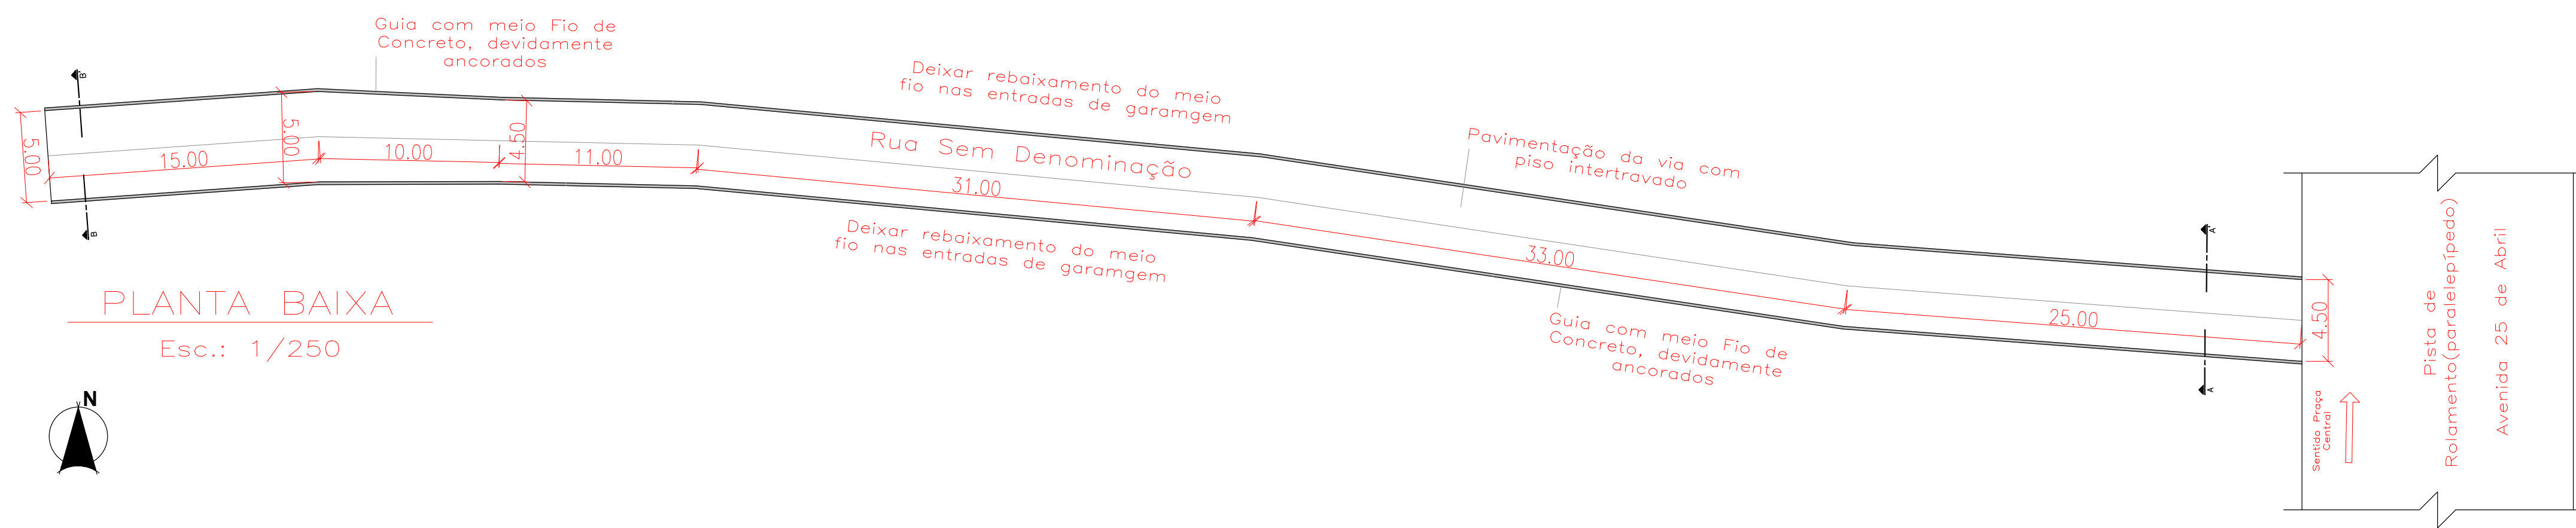 Guia com meio Fio de
Concreto, devidamente
ancorados
B
B
5.00
15.00
5.00
10.00
4.50
11.00
Deixar rebaixamento do meio
fio nas entradas de garamgem
Rua Sem Denominação
31.00
Deixar rebaixamento do meio
fio nas entradas de garamgem
Pavimentação da via com
piso intertravado
33.00
Guia com meio Fio de
Concreto, devidamente
ancorados
25.00
A
A
4.50
Sentido Praça
Central
Pista de
Rolamento(paralelepípedo)
Avenida 25 de Abril
PLANTA BAIXA
Esc.: 1/250
N